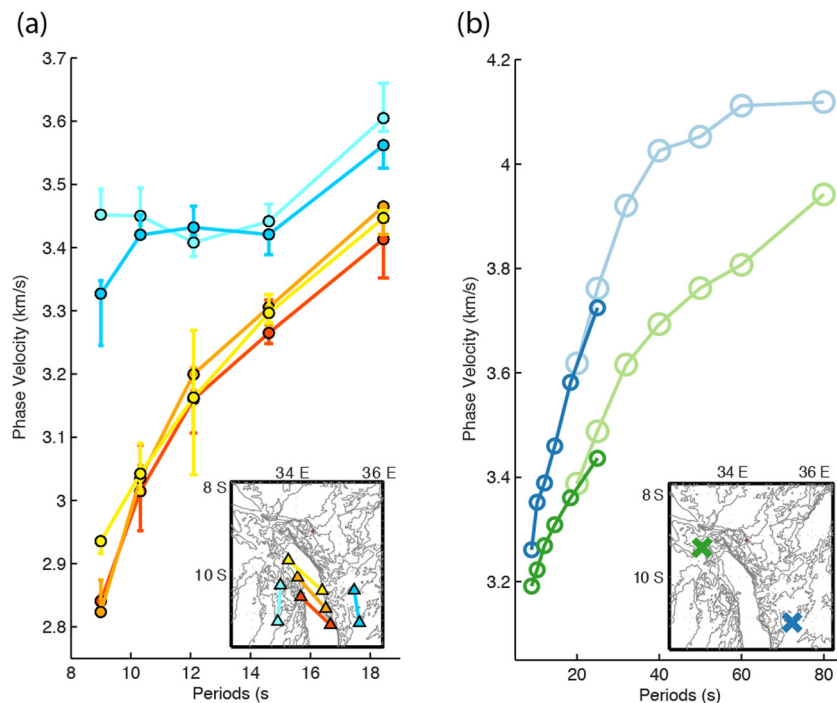 (a)
3.7
3.6
3.5
3.4
3.3
3.2
3.1
3
2.9
2.8
Phase Velocity (km/s)
8 10 12 14 16 18
Periods (s
34 E 36 E
8 S
10 S
(b)
4.2
4
3.8
3.6
3.4
3.2
Phase Velocity (km/s)
20 40 60 80
Periods (s)
34 E 36 E
8 S
10 S